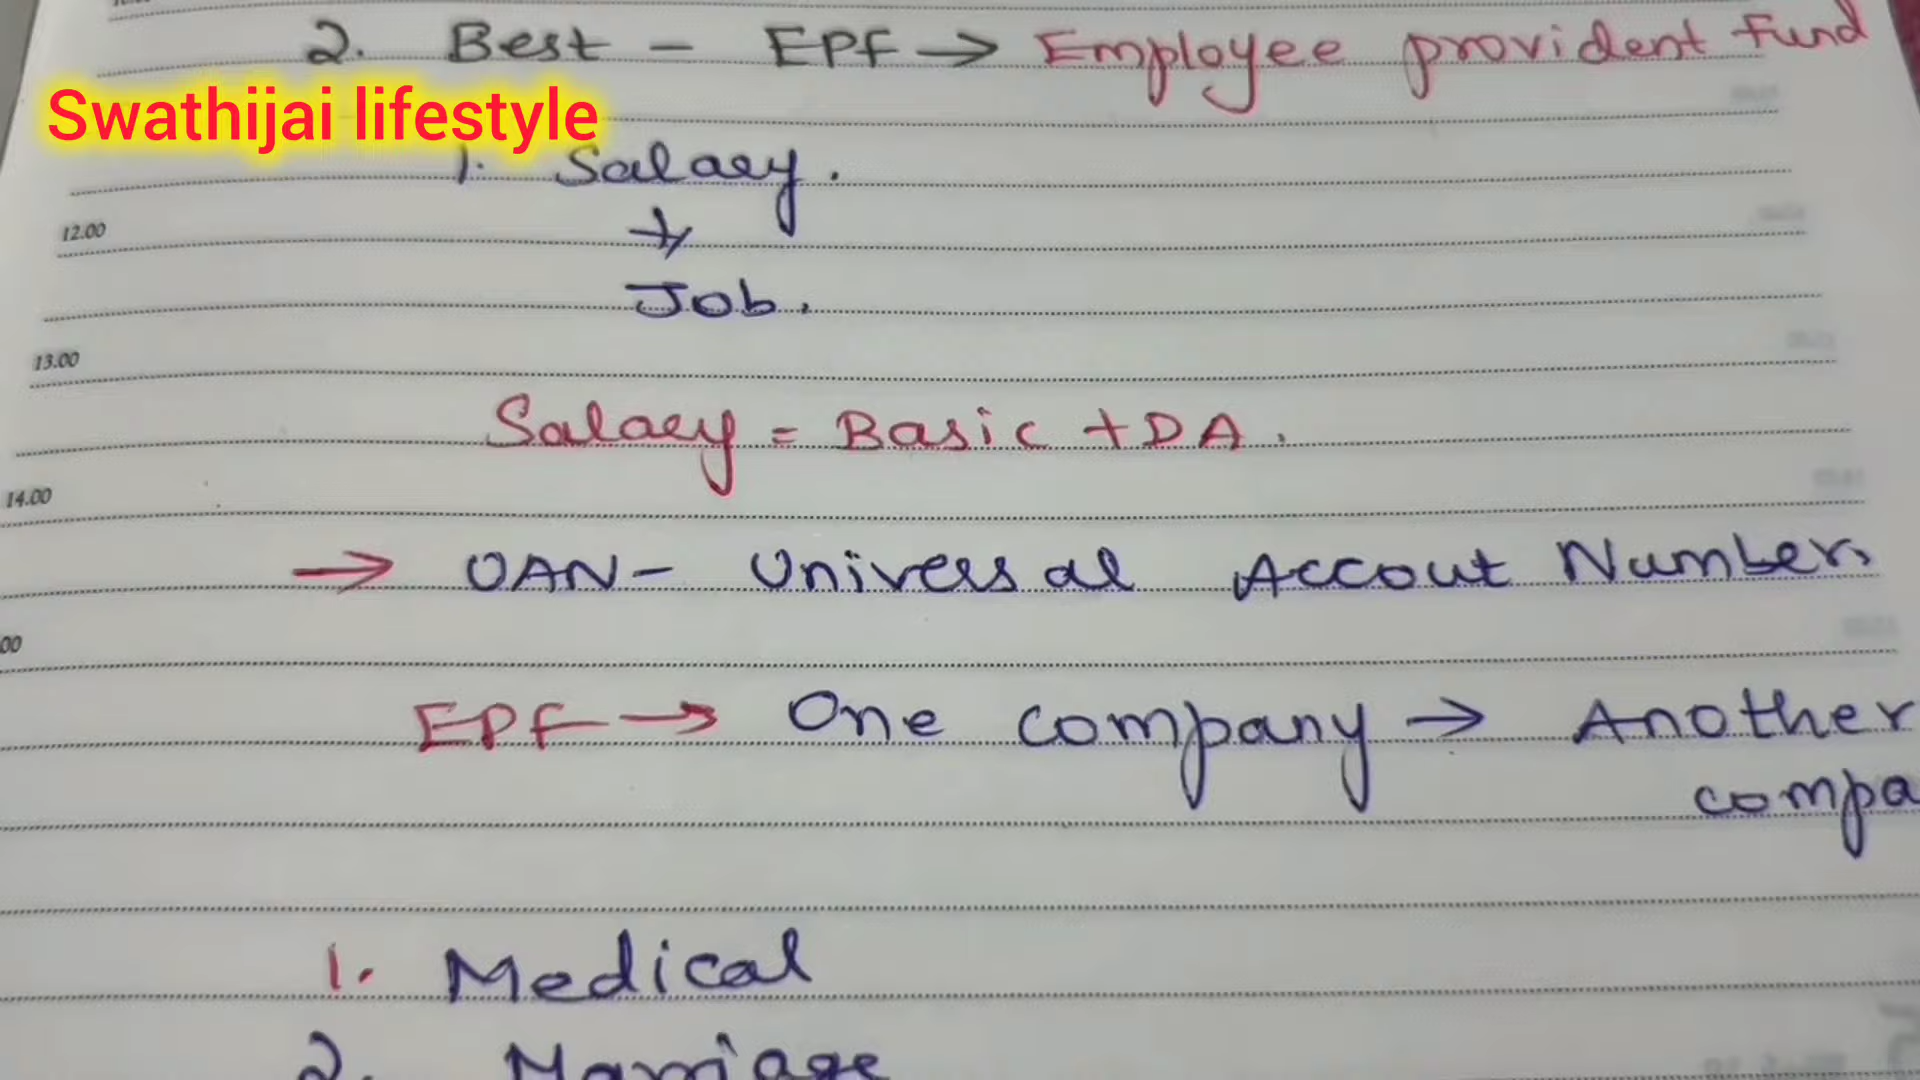 2. Best - EPF → Employee provident Fund
Swathijai lifestyle
1. Salary.
↓
Job.
12.00
13.00
Salary = Basic + DA.
14.00
→ UAN - Universal Accout Number.
00
EPF → One company → Another
compa
1. Medical
2. Marriage